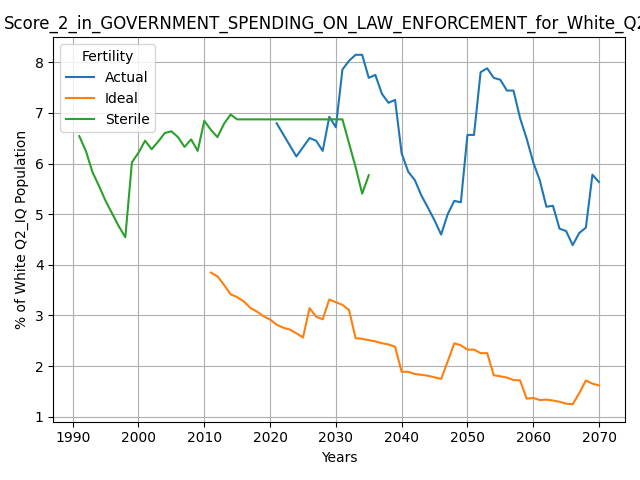 Score_2_in_GOVERNMENT_SPENDING_ON_LAW_ENFORCEMENT_for_White_Q2
Fertility
Actual
Ideal
Sterile
% of White Q2_IQ Population
8
7
6
5
4
3
2
1
1990 2000 2010 2020 2030 2040 2050 2060 2070
Years